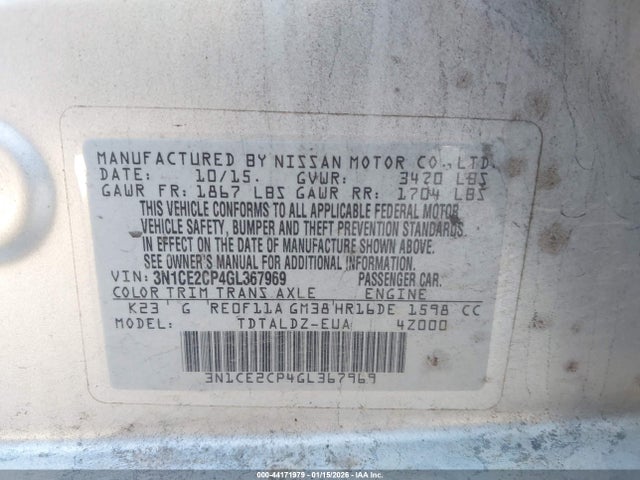 MANUFACTURED BY NISSAN MOTOR CO., LTD.
DATE: 10/15. GVWR: 3420 LBS
GAWR FR: 1867 LBS GAWR RR: 1704 LBS
THIS VEHICLE CONFORMS TO ALL APPLICABLE FEDERAL MOTOR
VEHICLE SAFETY, BUMPER AND THEFT PREVENTION STANDARDS
IN EFFECT ON THE DATE OF MANUFACTURE SHOWN ABOVE.
SEE OWNER'S MANUAL FOR ADDITIONAL INFORMATION.
VIN: 3N1CE2CP4GL367969 PASSENGER CAR.
COLOR TRIM TRANS AXLE ENGINE
K23 G RE0F11A GM38 HR16DE 1598 CC
MODEL: TDTALDZ-EUA 4Z000
3N1CE2CP4GL367969
000-44171979 01/15/2026 COPYRIGHT IAA, INC.